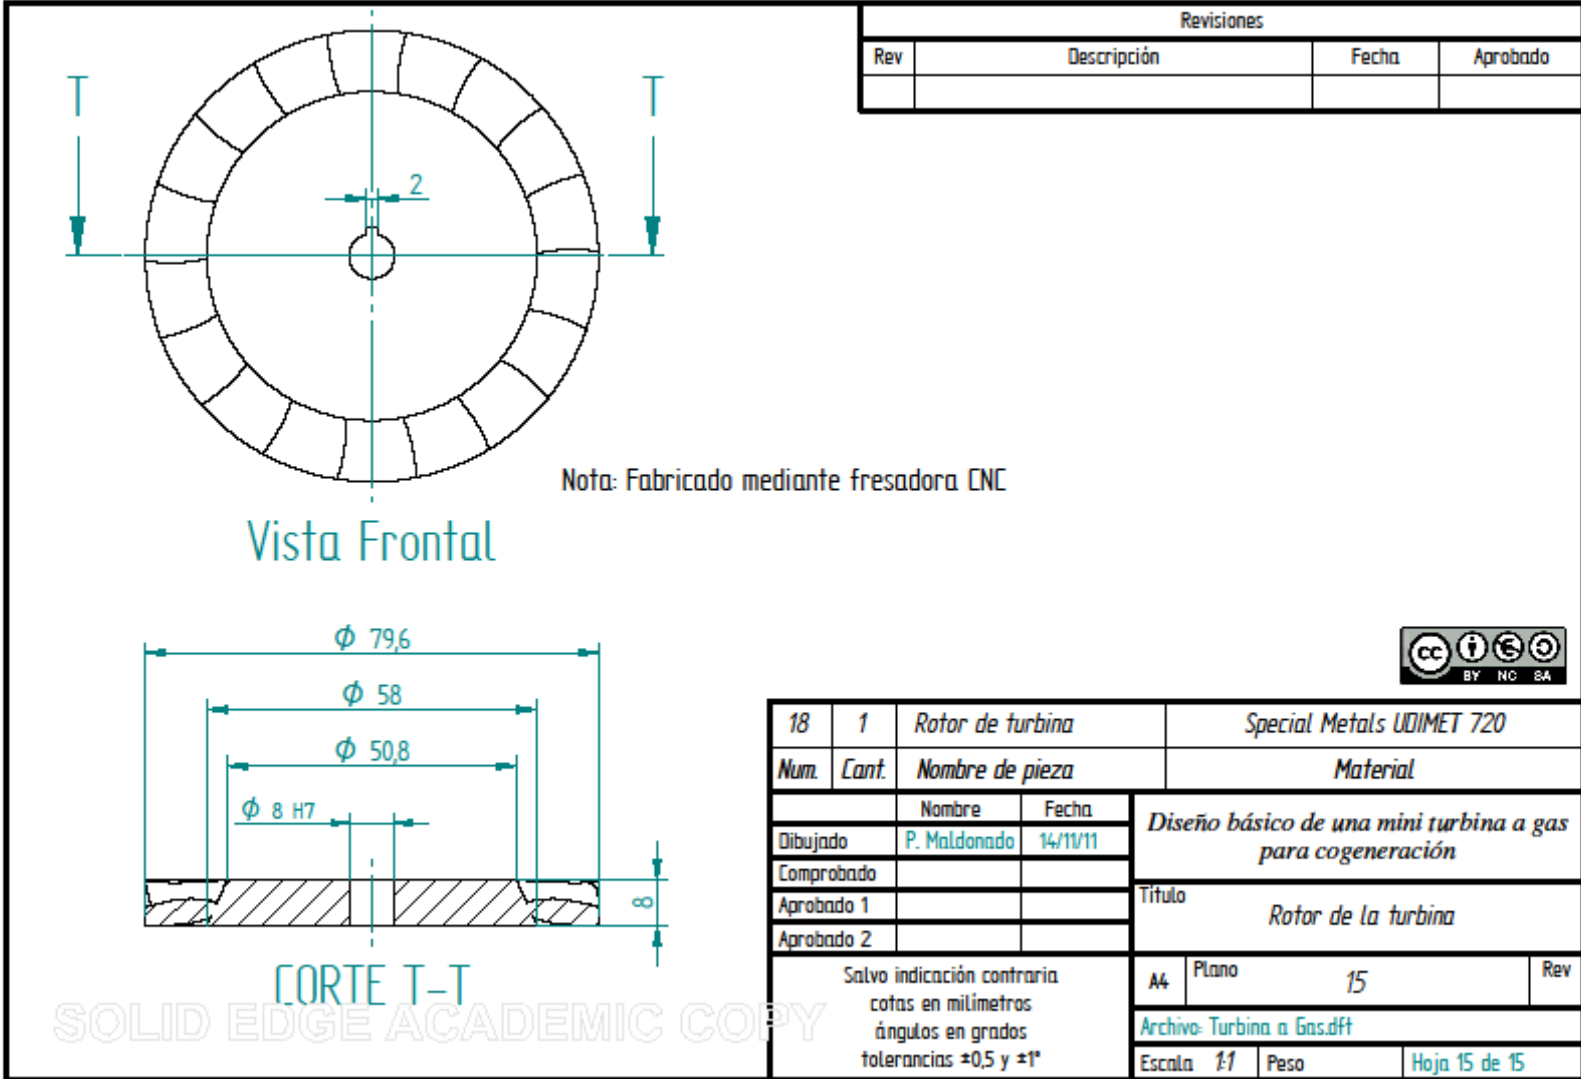 Revisiones
Rev Descripción Fecha Aprobado
T T
2
Nota: Fabricado mediante fresadora CNC
Vista Frontal
ϕ 79,6
ϕ 58
ϕ 50,8
ϕ 8 H7
8
CORTE T-T
SOLID EDGE ACADEMIC COPY
cc BY NC SA
18 1 Rotor de turbina Special Metals UDIMET 720
Num. Cant. Nombre de pieza Material
Nombre Fecha
Dibujado P. Maldonado 14/11/11
Comprobado
Aprobado 1
Aprobado 2
Diseño básico de una mini turbina a gas
para cogeneración
Título
Rotor de la turbina
Salvo indicación contraria
cotas en milímetros
ángulos en grados
tolerancias ±0,5 y ±1°
A4 Plano 15 Rev
Archivo: Turbina a Gas.dft
Escala 1:1 Peso Hoja 15 de 15